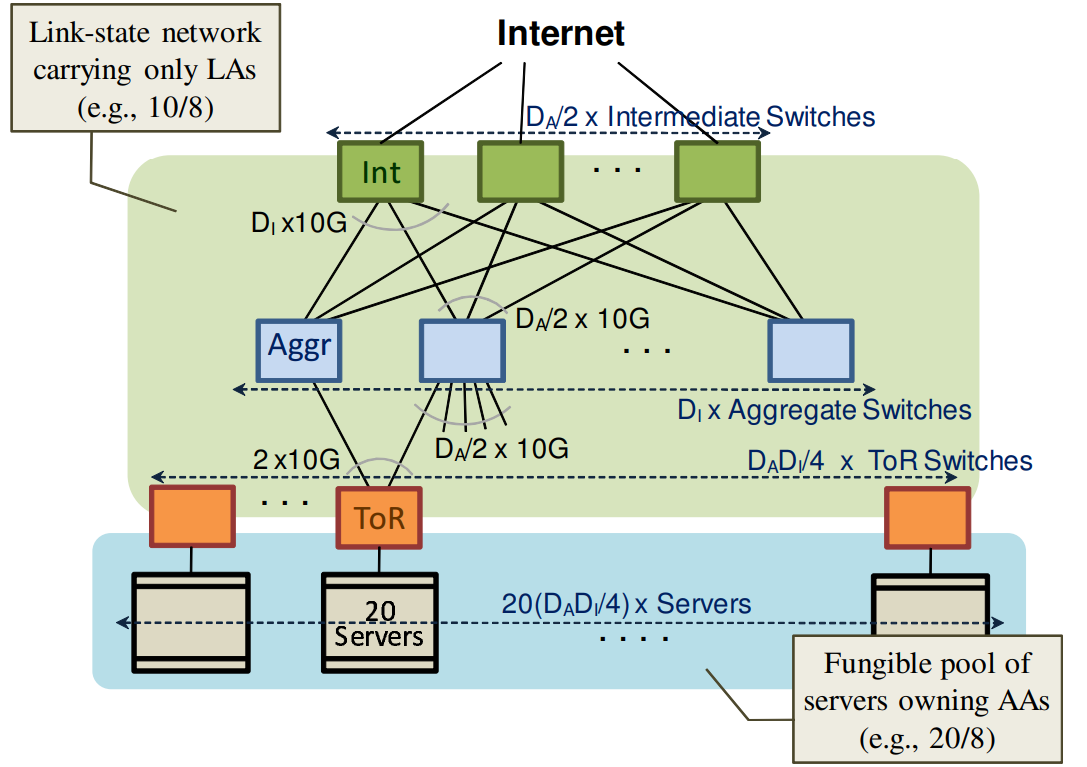 Link-state network
carrying only LAs
(e.g., 10/8)
Internet
D_A/2 x Intermediate Switches
Int
. . .
D_I x10G
Aggr
D_A/2 x 10G
. . .
D_I x Aggregate Switches
D_A/2 x 10G
2 x10G
D_AD_I/4 x ToR Switches
. . .
ToR
20
Servers
20(D_AD_I/4) x Servers
. . . .
Fungible pool of
servers owning AAs
(e.g., 20/8)